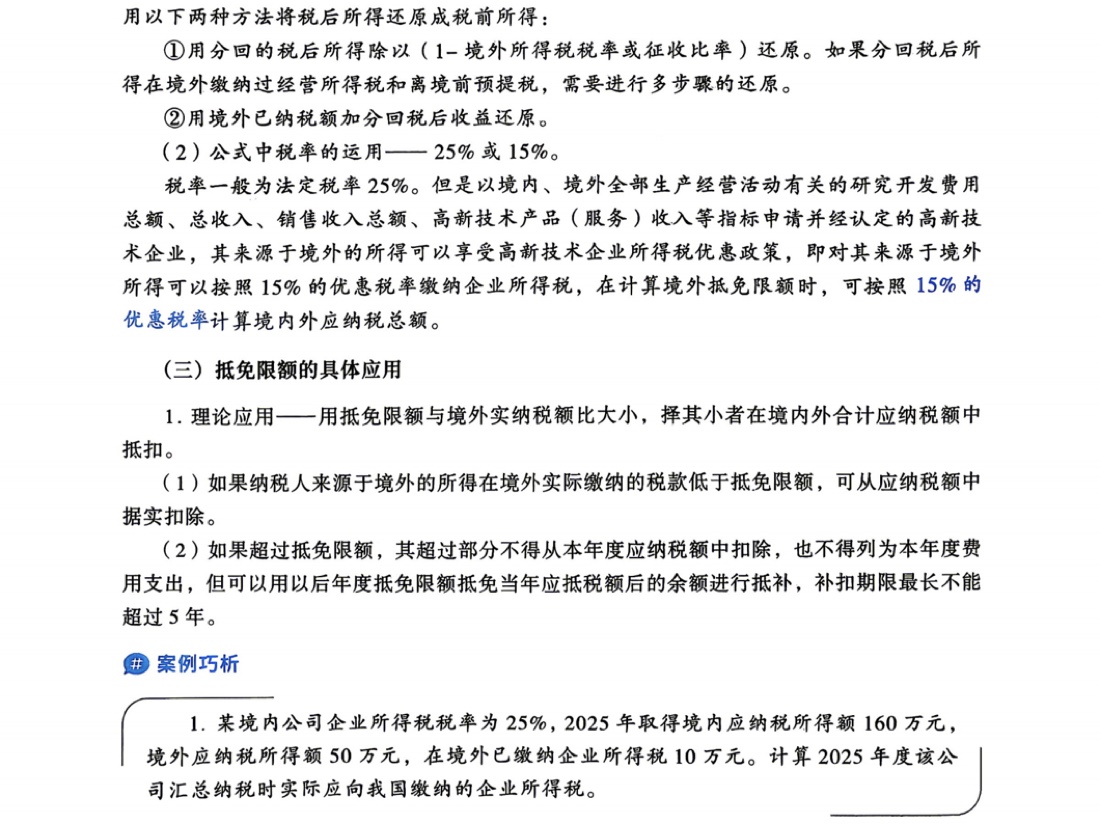 用以下两种方法将税后所得还原成税前所得：
①用分回的税后所得除以（1-境外所得税税率或征收比率）还原。如果分回税后所
得在境外缴纳过经营所得税和离境前预提税，需要进行多步骤的还原。
②用境外已纳税额加分回税后收益还原。
（2）公式中税率的运用——25%或15%。
税率一般为法定税率25%。但是以境内、境外全部生产经营活动有关的研究开发费用
总额、总收入、销售收入总额、高新技术产品（服务）收入等指标申请并经认定的高新技
术企业，其来源于境外的所得可以享受高新技术企业所得税优惠政策，即对其来源于境外
所得可以按照15%的优惠税率缴纳企业所得税，在计算境外抵免限额时，可按照15%的
优惠税率计算境内外应纳税总额。
（三）抵免限额的具体应用
1. 理论应用——用抵免限额与境外实纳税额比大小，择其小者在境内外合计应纳税额中
抵扣。
（1）如果纳税人来源于境外的所得在境外实际缴纳的税款低于抵免限额，可从应纳税额中
据实扣除。
（2）如果超过抵免限额，其超过部分不得从本年度应纳税额中扣除，也不得列为本年度费
用支出，但可以用以后年度抵免限额抵免当年应抵税额后的余额进行抵补，补扣期限最长不能
超过5年。
# 案例巧析
1. 某境内公司企业所得税税率为25%，2025年取得境内应纳税所得额160万元，
境外应纳税所得额50万元，在境外已缴纳企业所得税10万元。计算2025年度该公
司汇总纳税时实际应向我国缴纳的企业所得税。